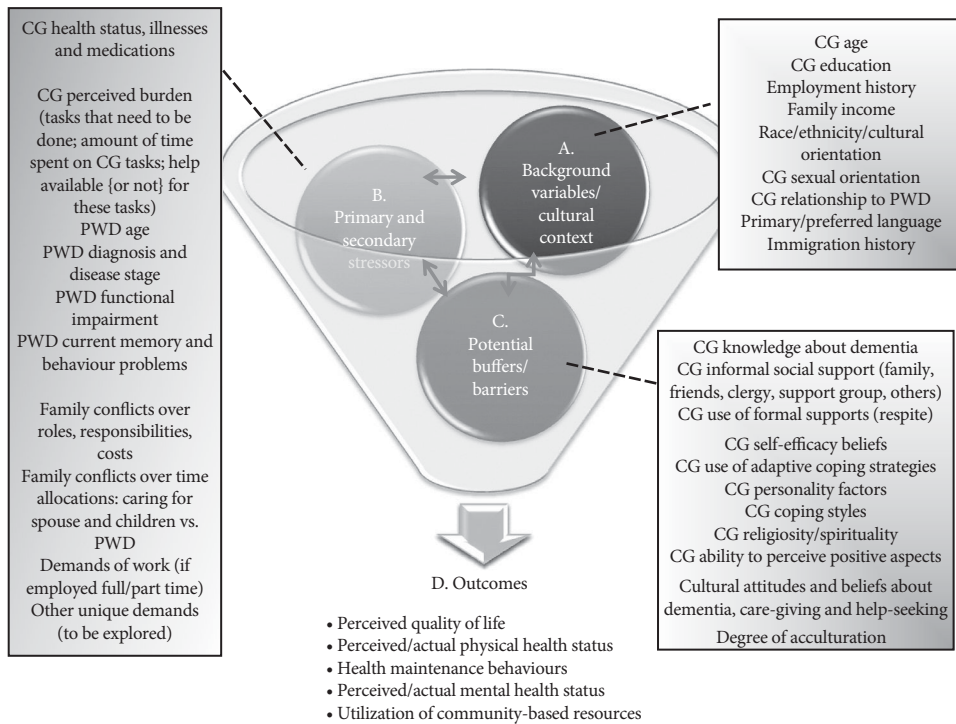 CG health status, illnesses
and medications
CG perceived burden
(tasks that need to be
done; amount of time
spent on CG tasks; help
available {or not} for
these tasks)
PWD age
PWD diagnosis and
disease stage
PWD functional
impairment
PWD current memory and
behaviour problems
Family conflicts over
roles, responsibilities,
costs
Family conflicts over time
allocations: caring for
spouse and children vs.
PWD
Demands of work (if
employed full/part time)
Other unique demands
(to be explored)
B.
Primary and
secondary
stressors
A.
Background
variables/
cultural
context
C.
Potential
buffers/
barriers
CG age
CG education
Employment history
Family income
Race/ethnicity/cultural
orientation
CG sexual orientation
CG relationship to PWD
Primary/preferred language
Immigration history
CG knowledge about dementia
CG informal social support (family,
friends, clergy, support group, others)
CG use of formal supports (respite)
CG self-efficacy beliefs
CG use of adaptive coping strategies
CG personality factors
CG coping styles
CG religiosity/spirituality
CG ability to perceive positive aspects
Cultural attitudes and beliefs about
dementia, care-giving and help-seeking
Degree of acculturation
D. Outcomes
• Perceived quality of life
• Perceived/actual physical health status
• Health maintenance behaviours
• Perceived/actual mental health status
• Utilization of community-based resources